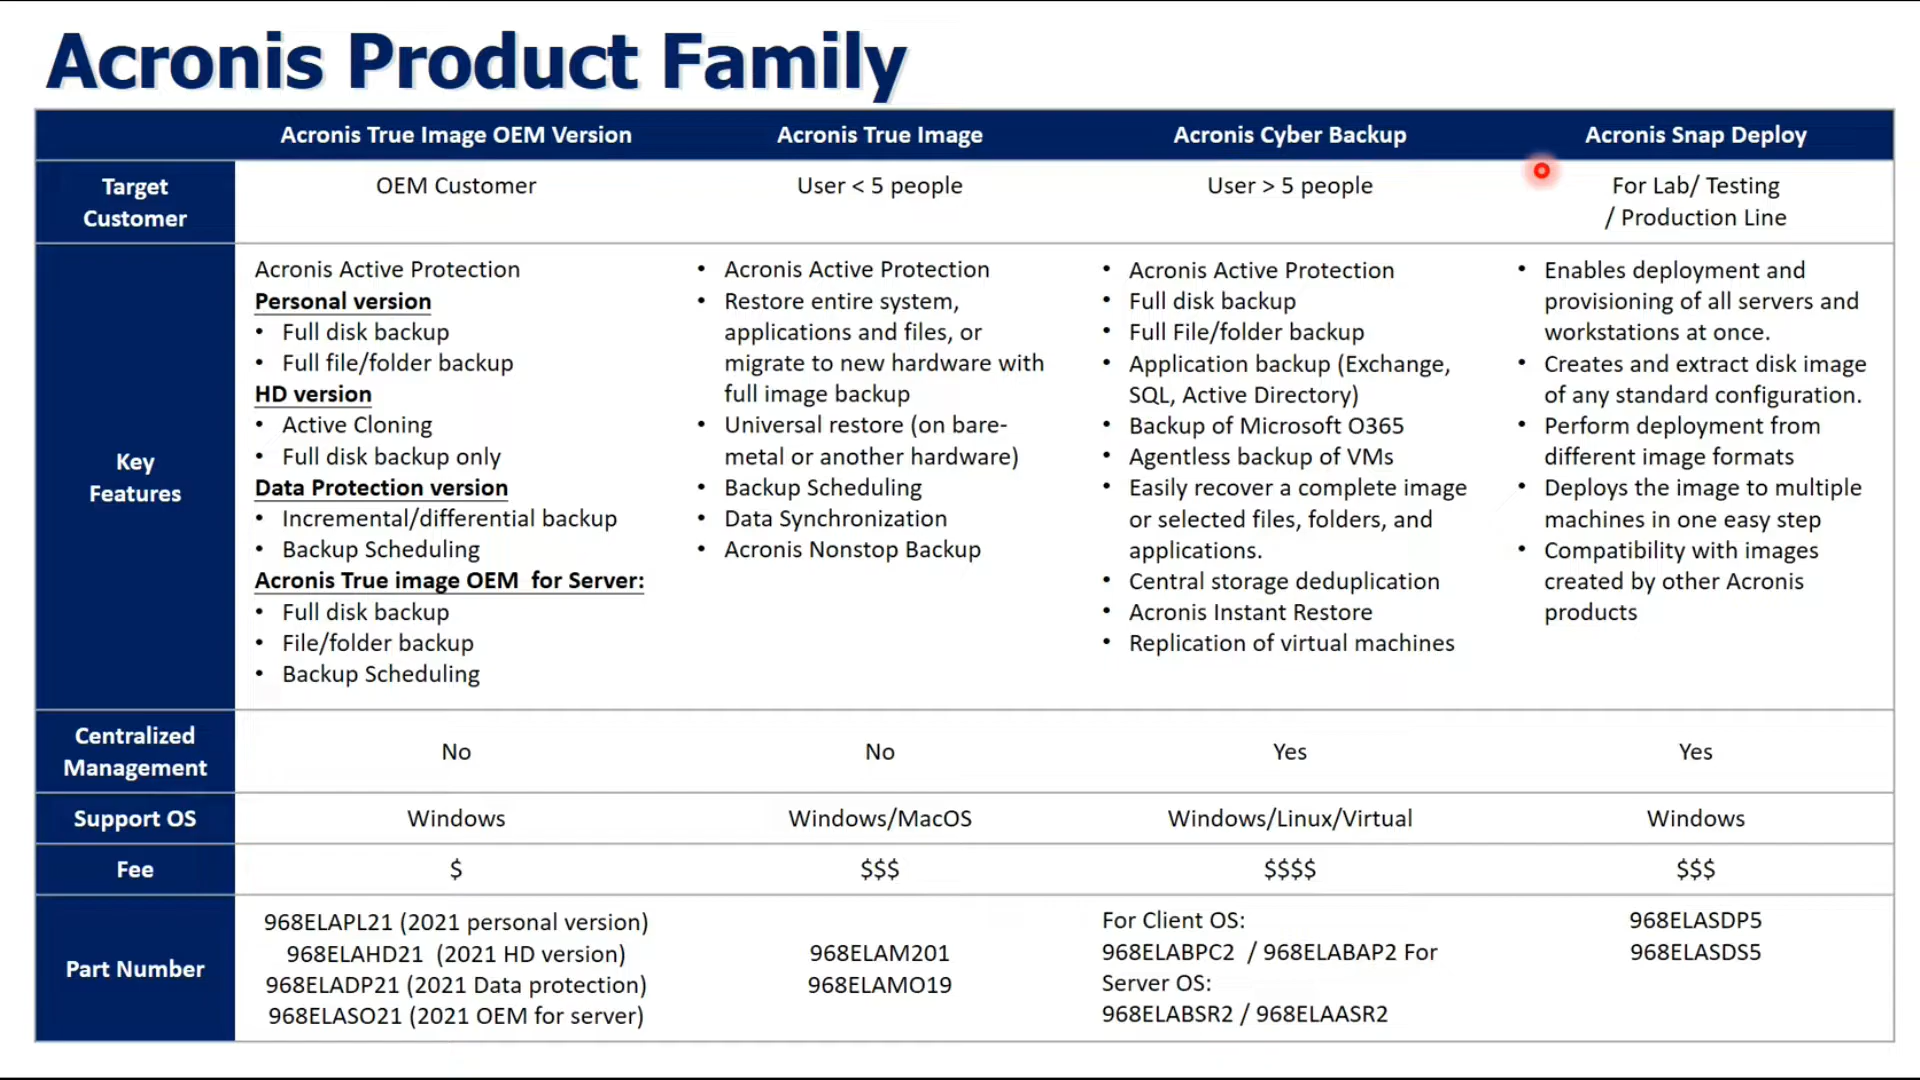 Acronis Product Family
Acronis True Image OEM Version
Acronis True Image
Acronis Cyber Backup
Acronis Snap Deploy
Target
Customer
OEM Customer
User < 5 people
User > 5 people
For Lab/ Testing
/ Production Line
Key
Features
Acronis Active Protection
Personal version
• Full disk backup
• Full file/folder backup
HD version
• Active Cloning
• Full disk backup only
Data Protection version
• Incremental/differential backup
• Backup Scheduling
Acronis True image OEM  for Server:
• Full disk backup
• File/folder backup
• Backup Scheduling
• Acronis Active Protection
• Restore entire system,
applications and files, or
migrate to new hardware with
full image backup
• Universal restore (on bare-
metal or another hardware)
• Backup Scheduling
• Data Synchronization
• Acronis Nonstop Backup
• Acronis Active Protection
• Full disk backup
• Full File/folder backup
• Application backup (Exchange,
SQL, Active Directory)
• Backup of Microsoft O365
• Agentless backup of VMs
• Easily recover a complete image
or selected files, folders, and
applications.
• Central storage deduplication
• Acronis Instant Restore
• Replication of virtual machines
• Enables deployment and
provisioning of all servers and
workstations at once.
• Creates and extract disk image
of any standard configuration.
• Perform deployment from
different image formats
• Deploys the image to multiple
machines in one easy step
• Compatibility with images
created by other Acronis
products
Centralized
Management
No
No
Yes
Yes
Support OS
Windows
Windows/MacOS
Windows/Linux/Virtual
Windows
Fee
$
$$$
$$$$
$$$
Part Number
968ELAPL21 (2021 personal version)
968ELAHD21  (2021 HD version)
968ELADP21 (2021 Data protection)
968ELASO21 (2021 OEM for server)
968ELAM201
968ELAMO19
For Client OS:
968ELABPC2  / 968ELABAP2 For
Server OS:
968ELABSR2 / 968ELAASR2
968ELASDP5
968ELASDS5